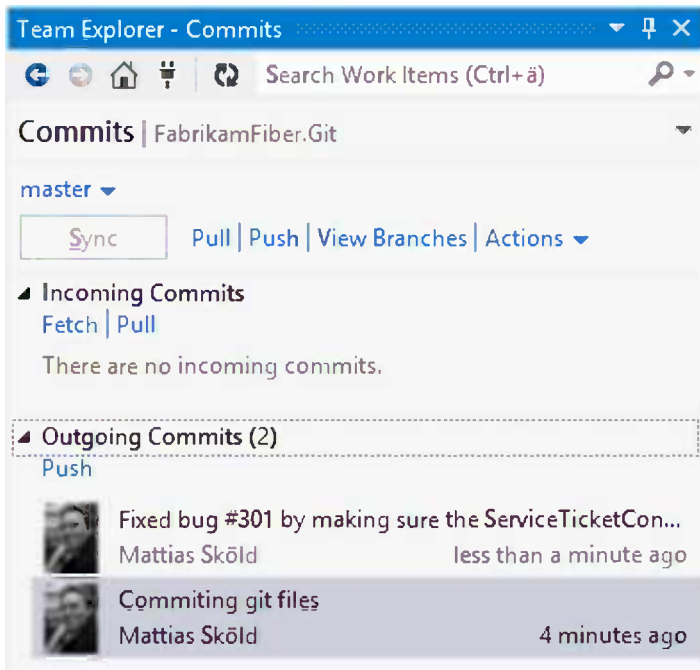 Team Explorer - Commits
Search Work Items (Ctrl+ä)
Commits | FabrikamFiber.Git
master
Sync Pull | Push | View Branches | Actions
Incoming Commits
Fetch | Pull
There are no incoming commits.
Outgoing Commits (2)
Push
Fixed bug #301 by making sure the ServiceTicketCon...
Mattias Sköld less than a minute ago
Commiting git files
Mattias Sköld 4 minutes ago